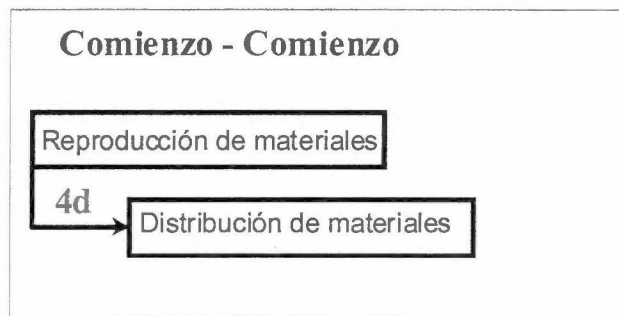 Comienzo - Comienzo
Reproducción de materiales
4d
Distribución de materiales